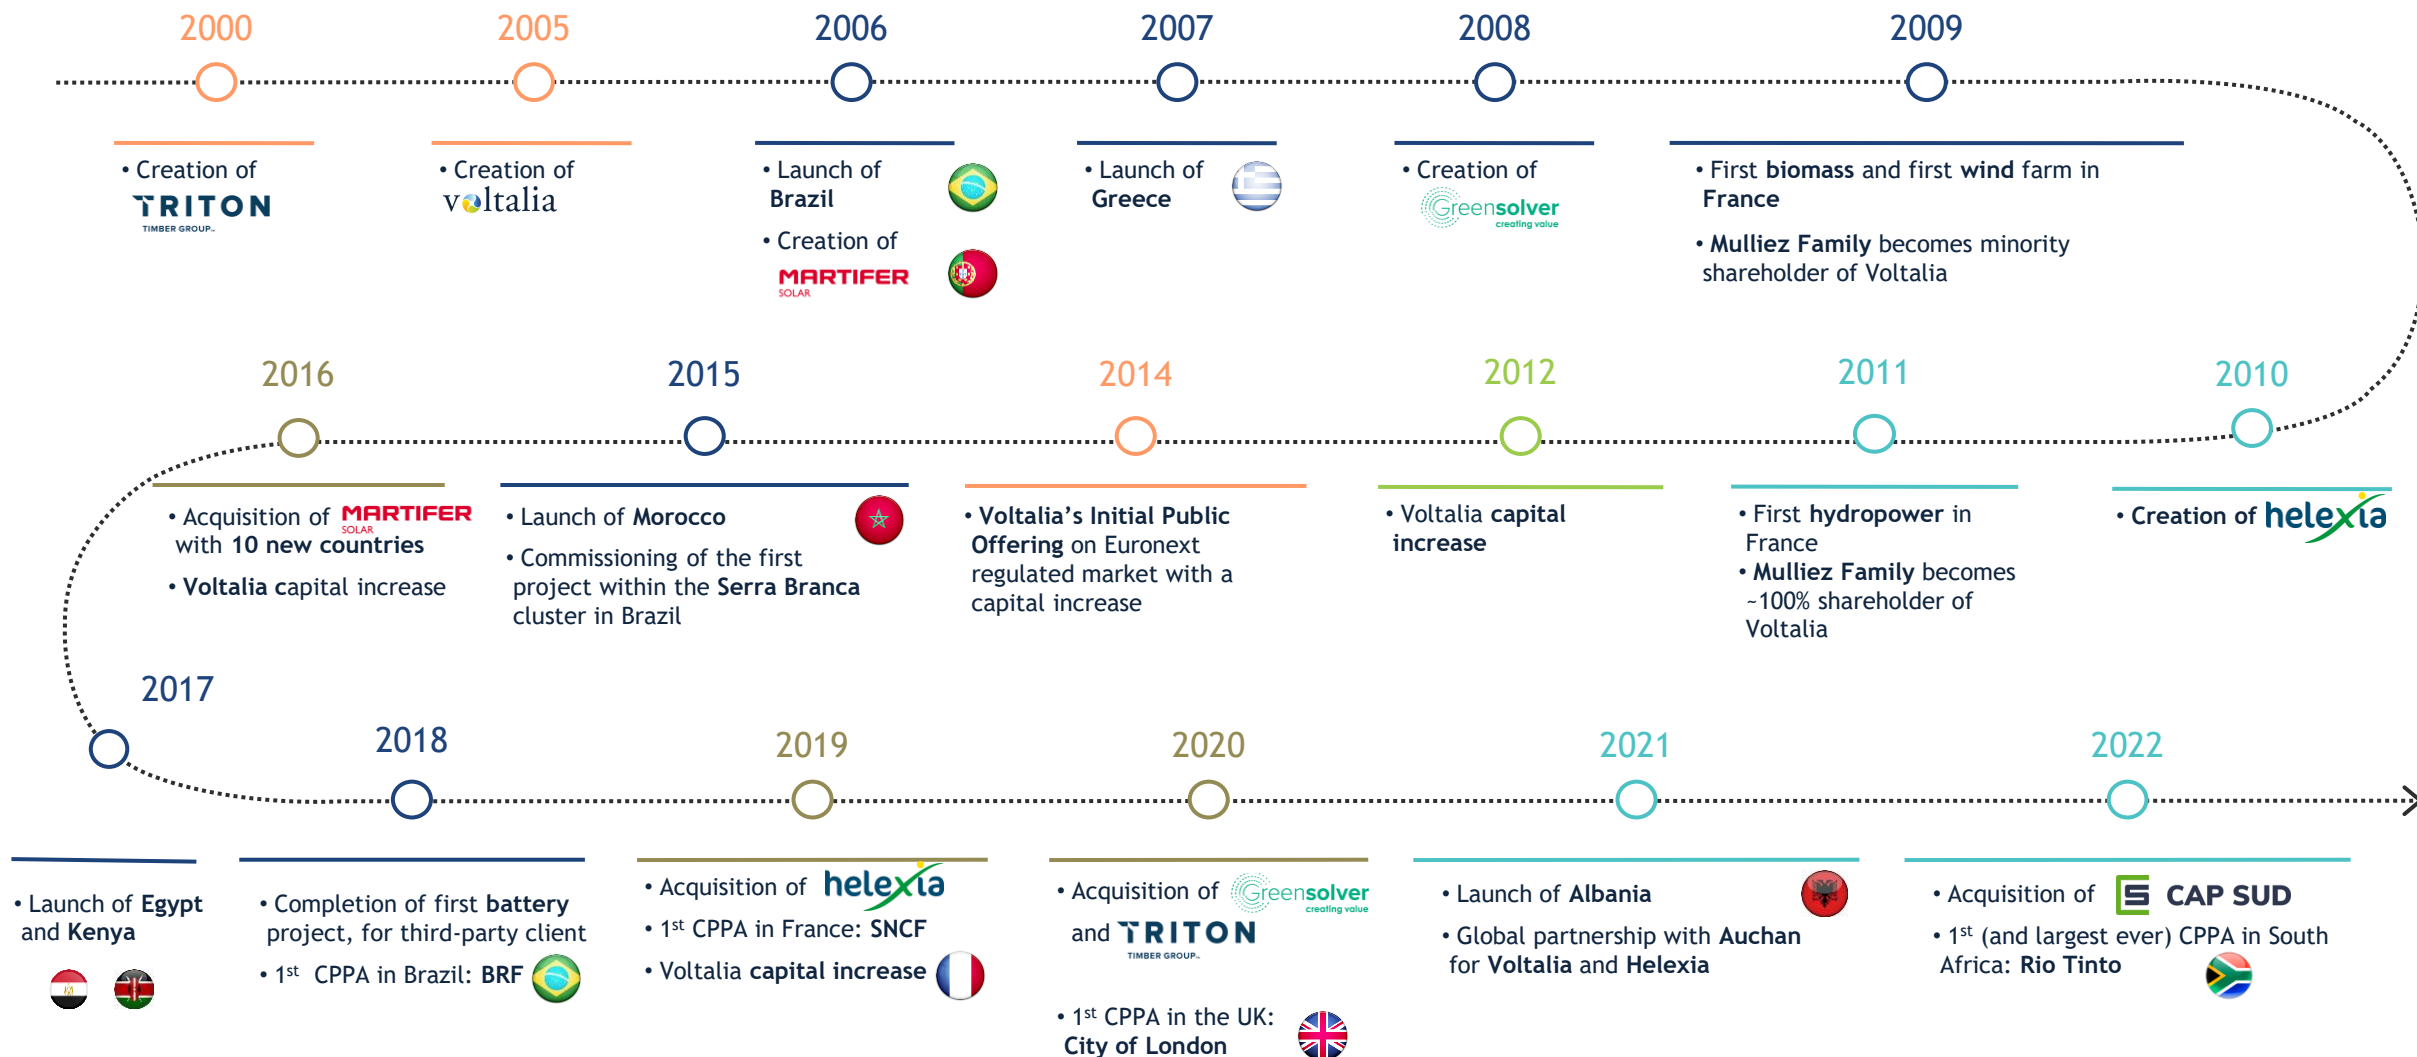 2000
• Creation of
TRITON
TIMBER GROUP™
2005
• Creation of
voltalia
2006
• Launch of
Brazil
• Creation of
MARTIFER
SOLAR
2007
• Launch of
Greece
2008
• Creation of
Greensolver
creating value
2009
• First biomass and first wind farm in
France
• Mulliez Family becomes minority
shareholder of Voltalia
2010
• Creation of helexia
2011
• First hydropower in
France
• Mulliez Family becomes
~100% shareholder of
Voltalia
2012
• Voltalia capital
increase
2014
• Voltalia’s Initial Public
Offering on Euronext
regulated market with a
capital increase
2015
• Launch of Morocco
• Commissioning of the first
project within the Serra Branca
cluster in Brazil
2016
• Acquisition of MARTIFER
SOLAR
with 10 new countries
• Voltalia capital increase
2017
• Launch of Egypt
and Kenya
2018
• Completion of first battery
project, for third-party client
• 1st CPPA in Brazil: BRF
2019
• Acquisition of helexia
• 1st CPPA in France: SNCF
• Voltalia capital increase
2020
• Acquisition of Greensolver
creating value
and TRITON
TIMBER GROUP™
• 1st CPPA in the UK:
City of London
2021
• Launch of Albania
• Global partnership with Auchan
for Voltalia and Helexia
2022
• Acquisition of CAP SUD
• 1st (and largest ever) CPPA in South
Africa: Rio Tinto